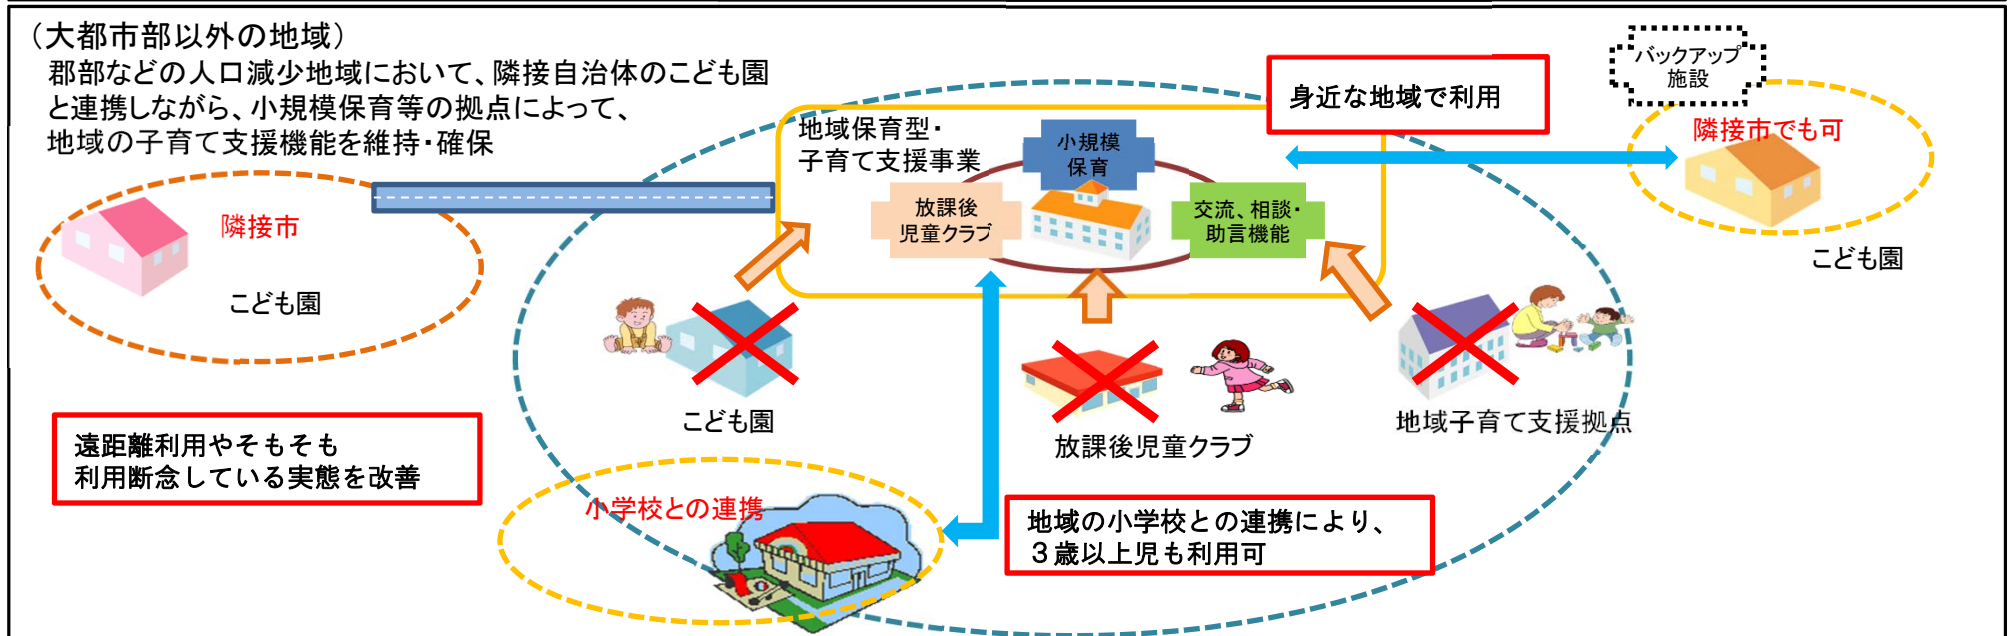 （大都市部以外の地域）
郡部などの人口減少地域において、隣接自治体のこども園
と連携しながら、小規模保育等の拠点によって、
地域の子育て支援機能を維持・確保
バックアップ
施設
身近な地域で利用
地域保育型・
子育て支援事業
小規模
保育
隣接市でも可
放課後
児童クラブ
交流、相談・
助言機能
隣接市
こども園
こども園
こども園
放課後児童クラブ
地域子育て支援拠点
遠距離利用やそもそも
利用断念している実態を改善
小学校との連携
地域の小学校との連携により、
３歳以上児も利用可